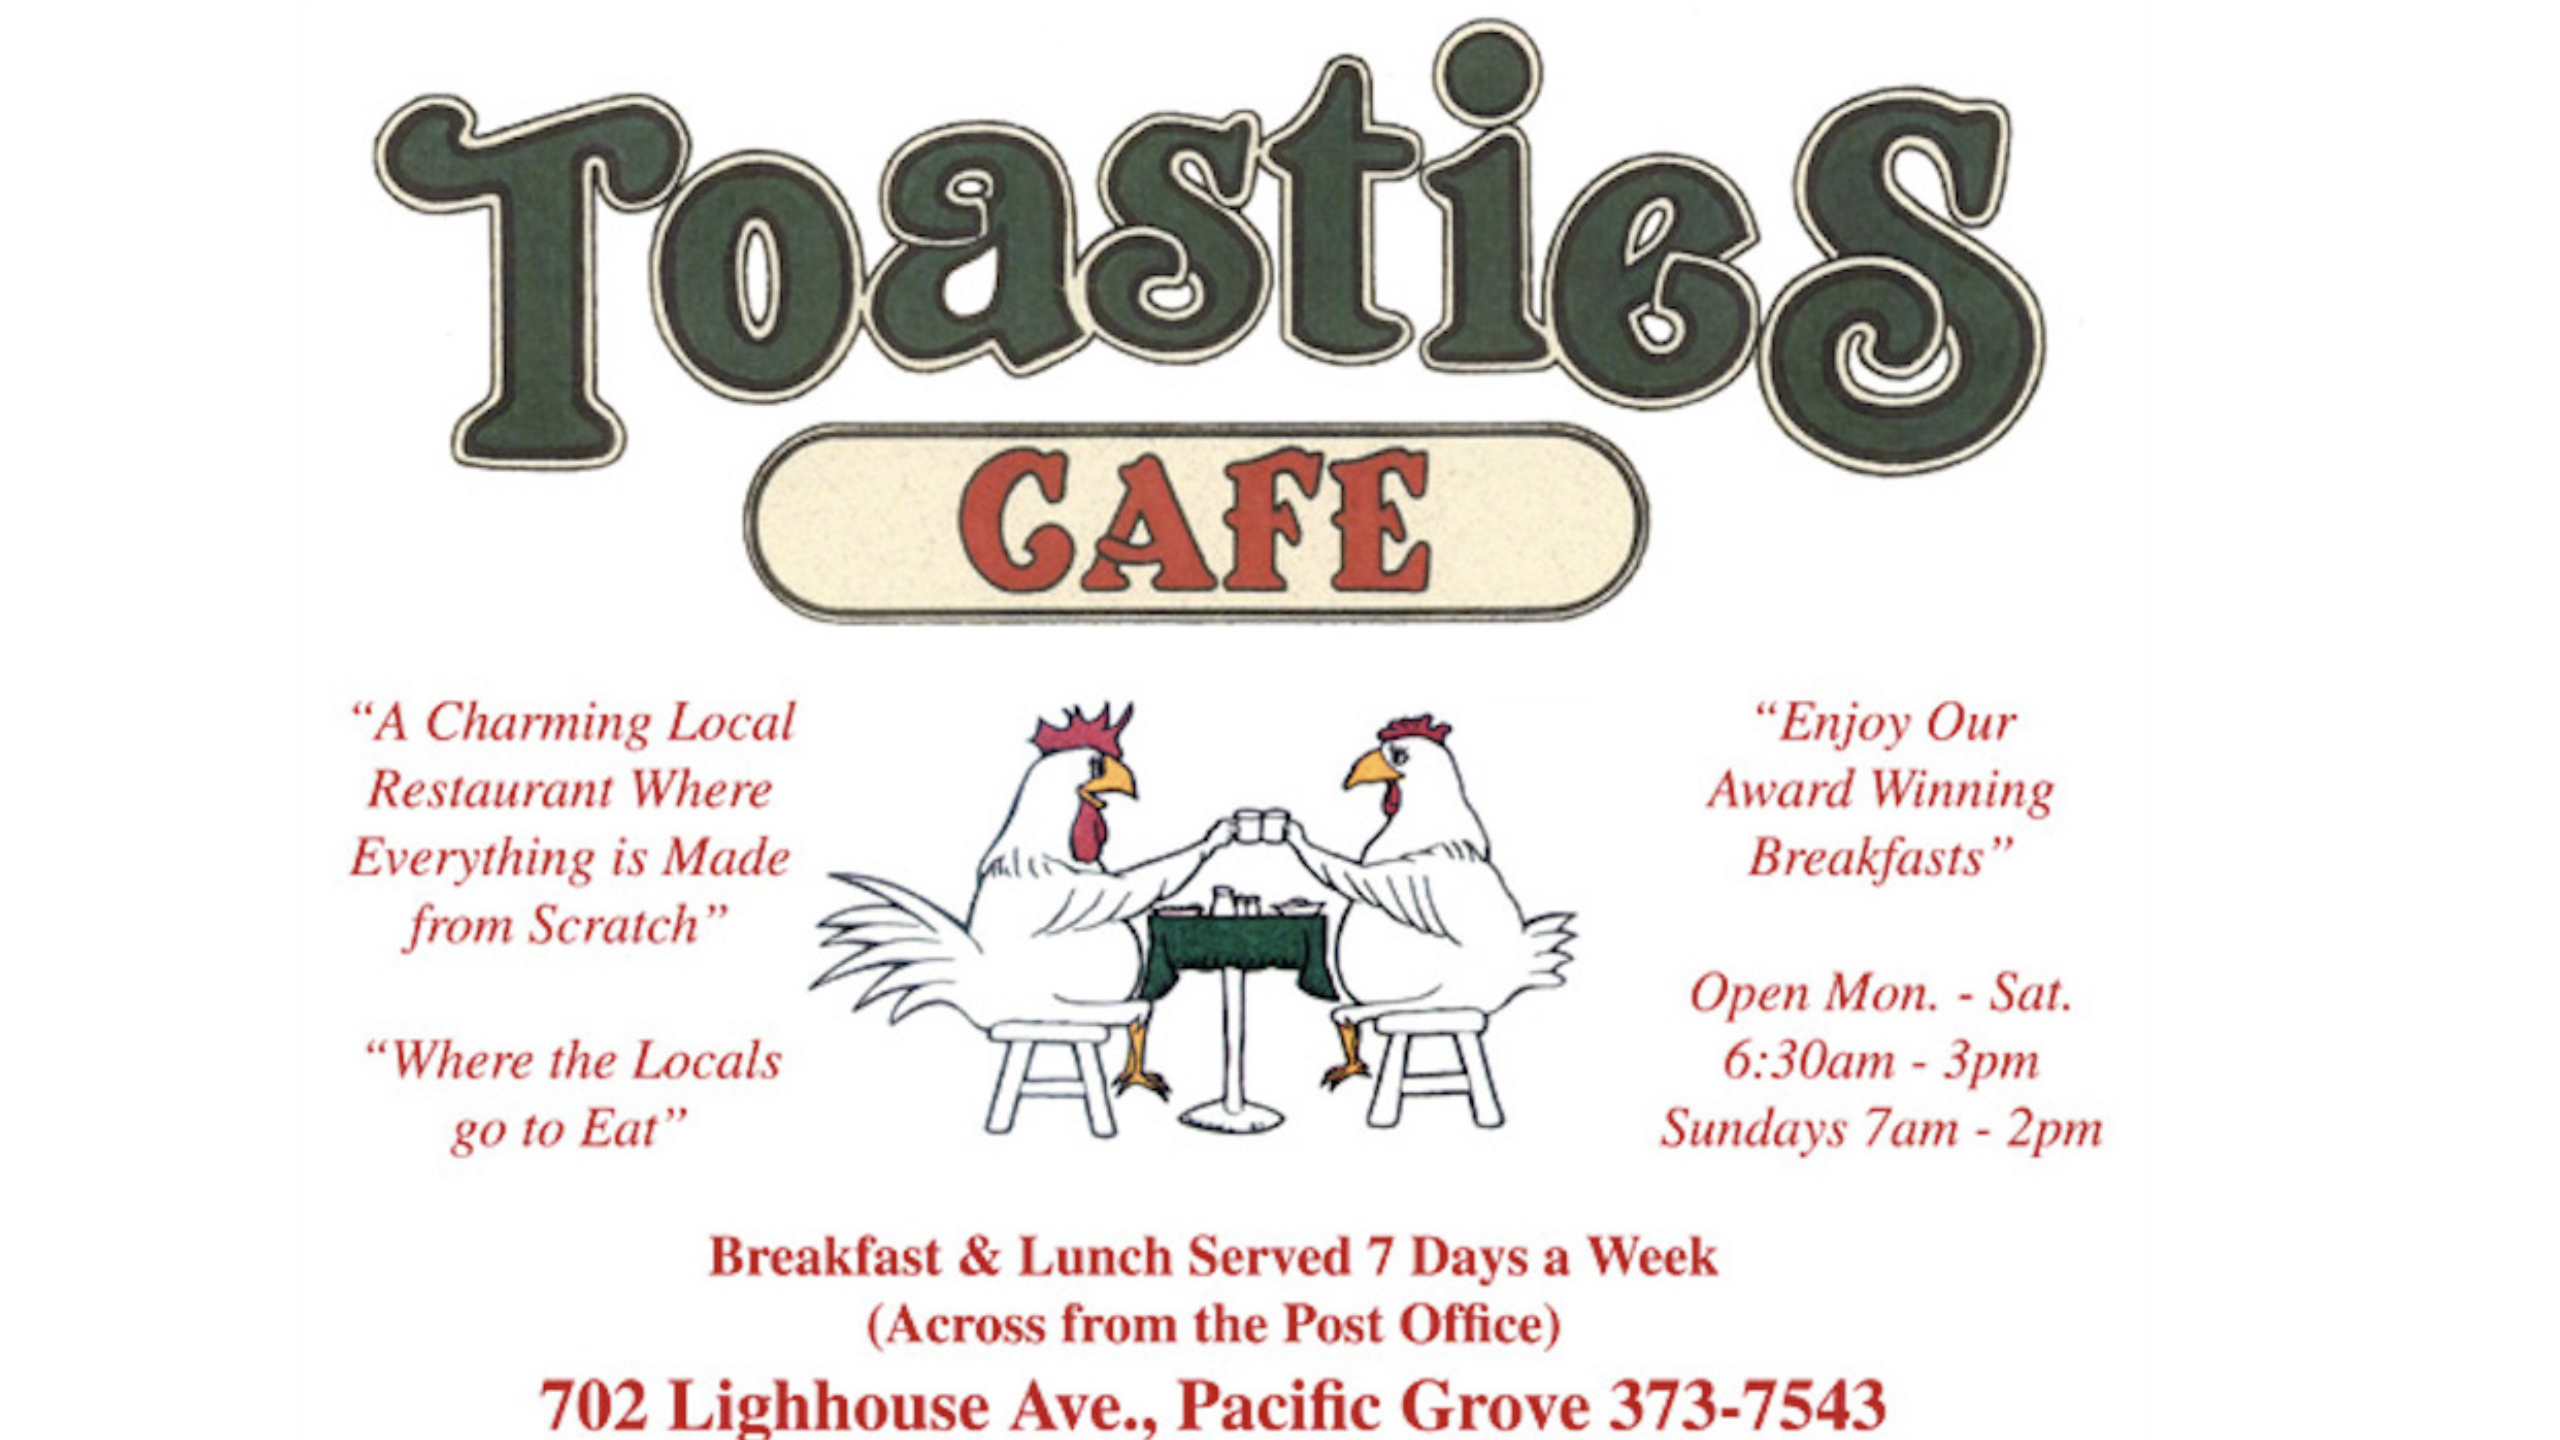 Toasties
CAFE
“A Charming Local
Restaurant Where
Everything is Made
from Scratch”
“Where the Locals
go to Eat”
“Enjoy Our
Award Winning
Breakfasts”
Open Mon. - Sat.
6:30am - 3pm
Sundays 7am - 2pm
Breakfast & Lunch Served 7 Days a Week
(Across from the Post Office)
702 Lighhouse Ave., Pacific Grove 373-7543